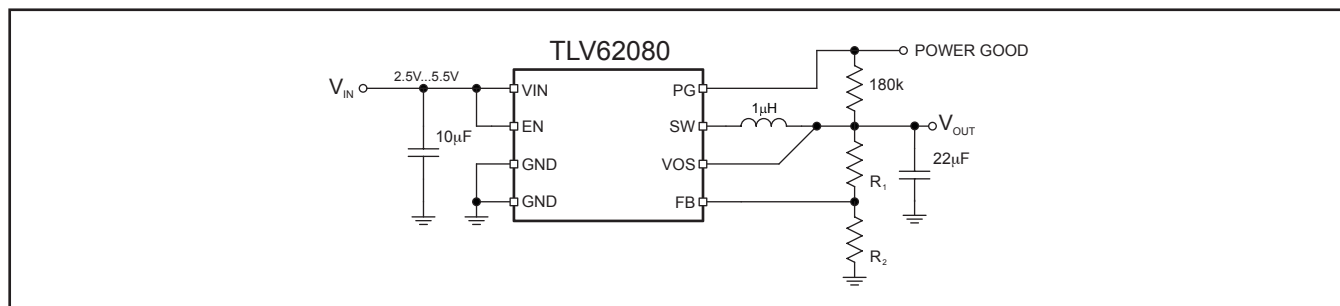 TLV62080
POWER GOOD
2.5V...5.5V
V_IN
VIN
PG
180k
1µH
EN
SW
V_OUT
10µF
GND
VOS
22µF
R_1
GND
FB
R_2